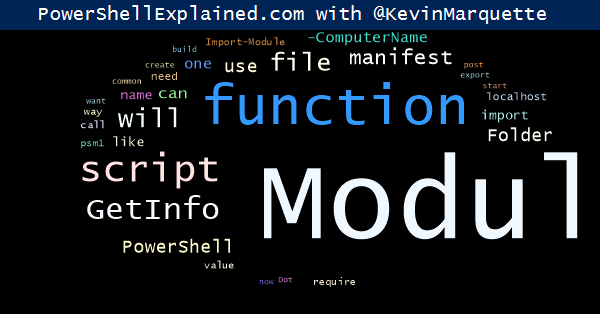 PowerShellExplained.com with @KevinMarquette
build Import-Module -ComputerName
create one use file manifest post
common need export
want name can function start localhost
way will import
call Folder
psm1 like
script Modul
GetInfo
PowerShell
value
now Dot require